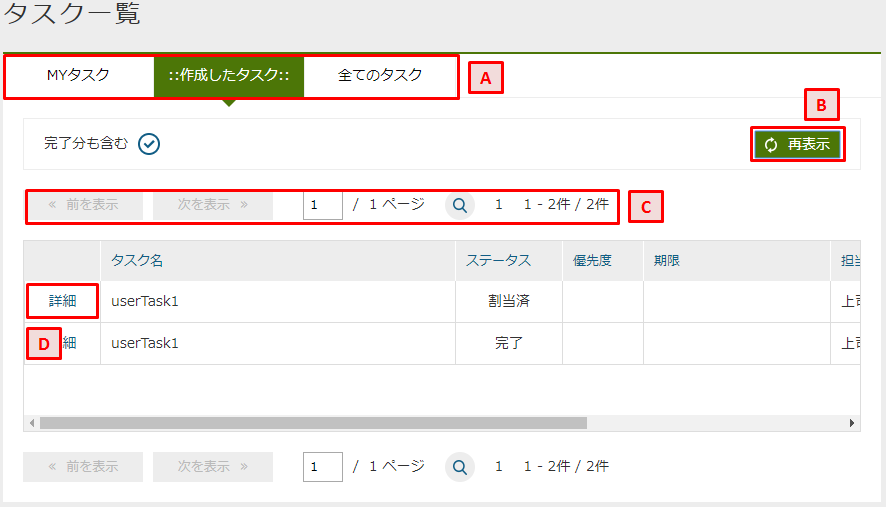 タスク一覧
MYタスク ::作成したタスク:: 全てのタスク A
B
完了分も含む 再表示
« 前を表示 次を表示 » 1 / 1 ページ 1 1 - 2件 / 2件 C
タスク名 ステータス 優先度 期限 担当
詳細 userTask1 割当済 上司
D 細 userTask1 完了 上司
« 前を表示 次を表示 » 1 / 1 ページ 1 1 - 2件 / 2件